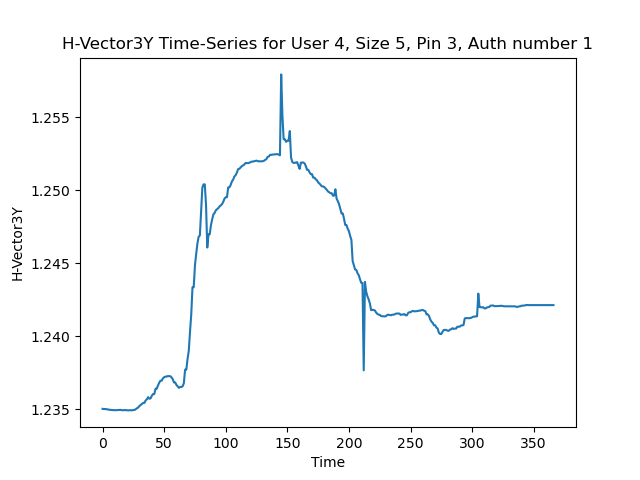 H-Vector3Y Time-Series for User 4, Size 5, Pin 3, Auth number 1
1.255
1.250
1.245
1.240
1.235
H-Vector3Y
0 50 100 150 200 250 300 350
Time